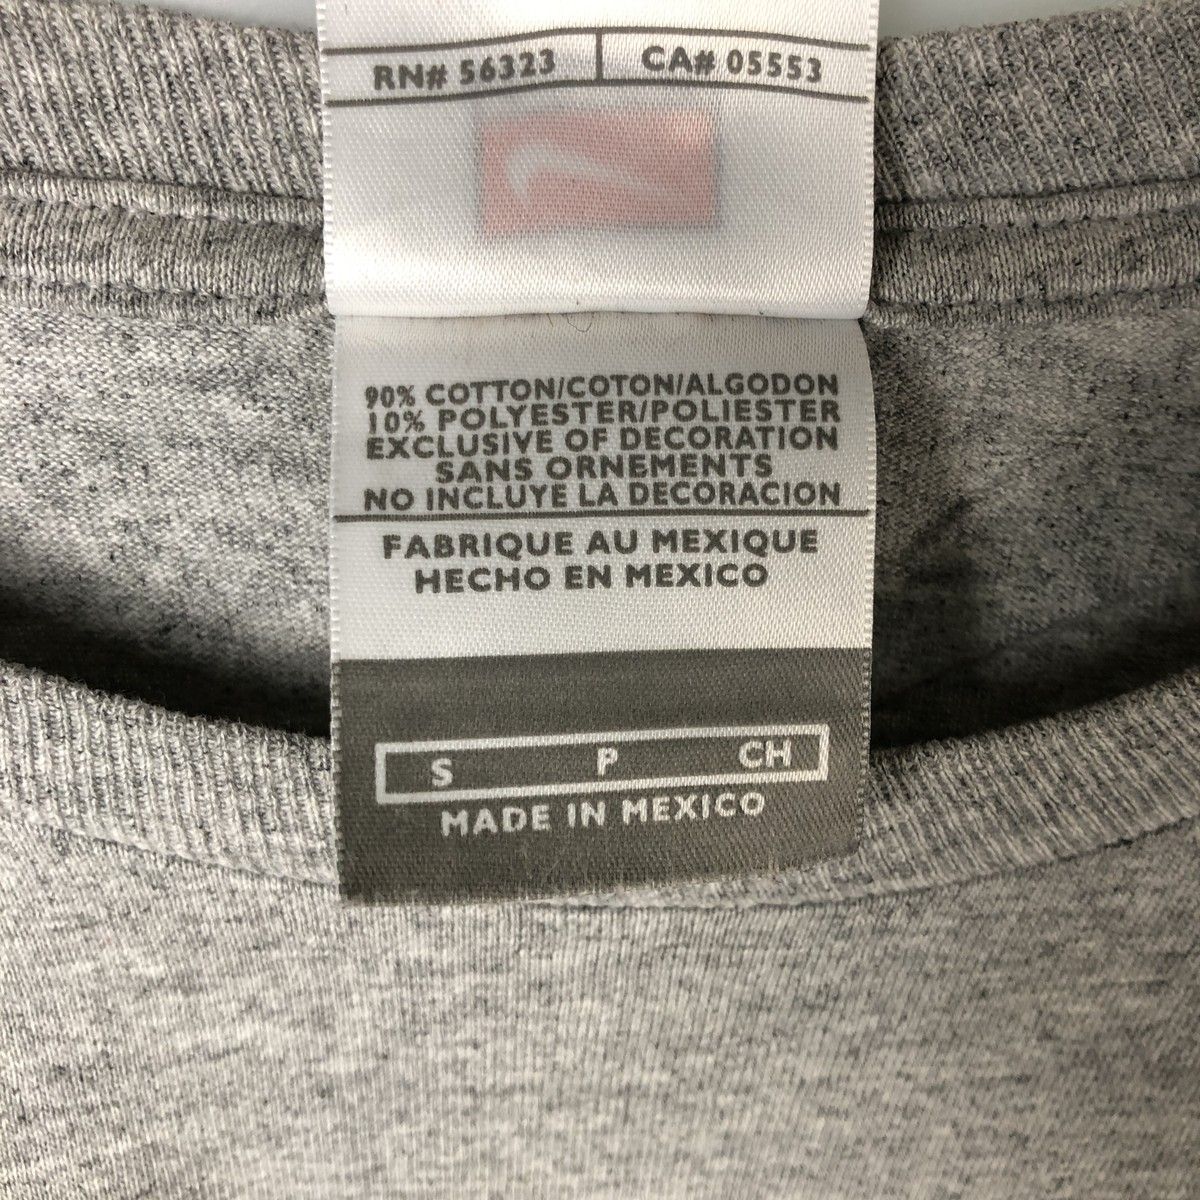 RN# 56323 CA# 05553
90% COTTON/COTON/ALGODON
10% POLYESTER/POLIESTER
EXCLUSIVE OF DECORATION
SANS ORNEMENTS
NO INCLUYE LA DECORACION
FABRIQUE AU MEXIQUE
HECHO EN MEXICO
S P CH
MADE IN MEXICO